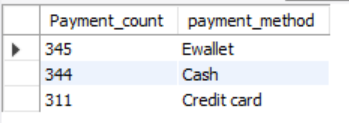 Payment_count payment_method
345 Ewallet
344 Cash
311 Credit card